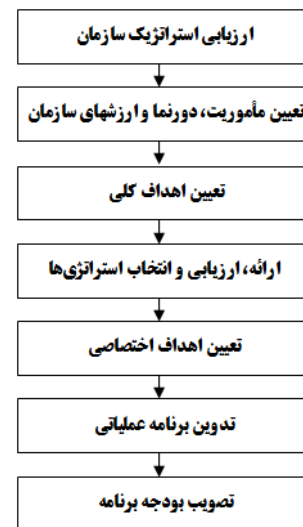 ارزیابی استراتژیک سازمان
تعیین مأموریت، دورنما و ارزشهای سازمان
تعیین اهداف کلی
ارائه، ارزیابی و انتخاب استراتژی‌ها
تعیین اهداف اختصاصی
تدوین برنامه عملیاتی
تصویب بودجه برنامه